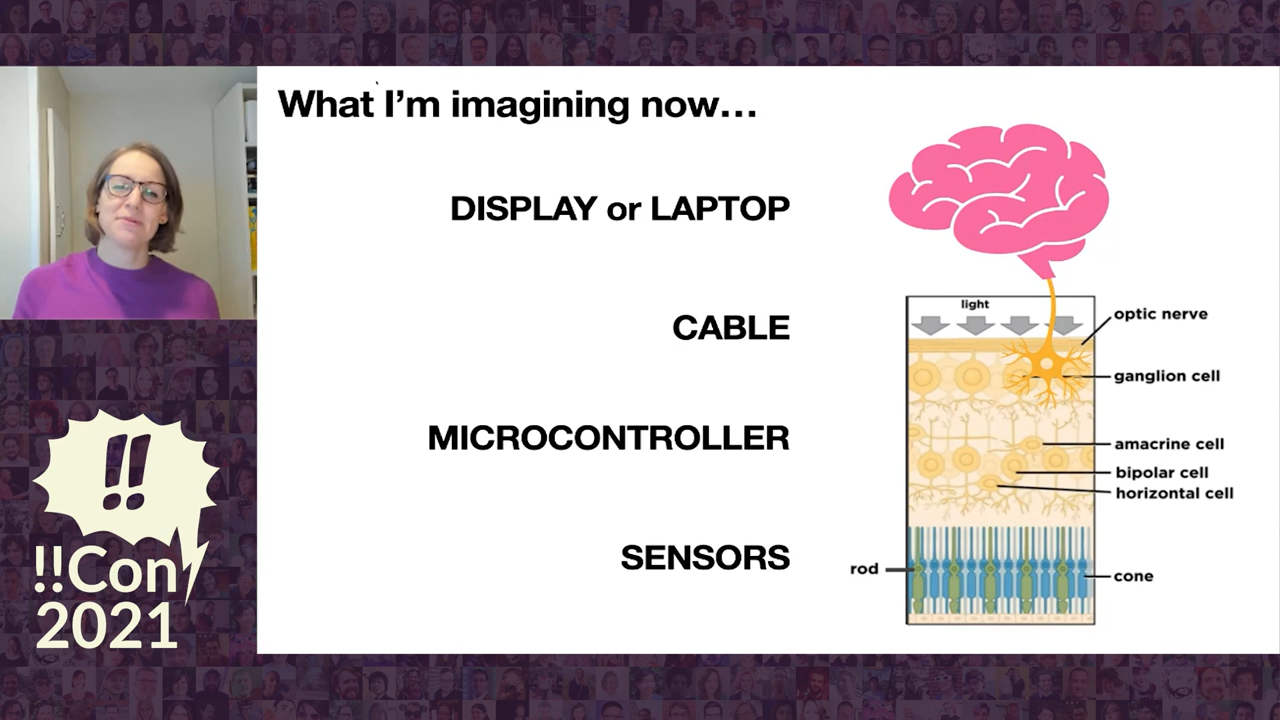 What I'm imagining now...
DISPLAY or LAPTOP
CABLE
MICROCONTROLLER
SENSORS
light
optic nerve
ganglion cell
amacrine cell
bipolar cell
horizontal cell
rod
cone
!!
!!Con
2021